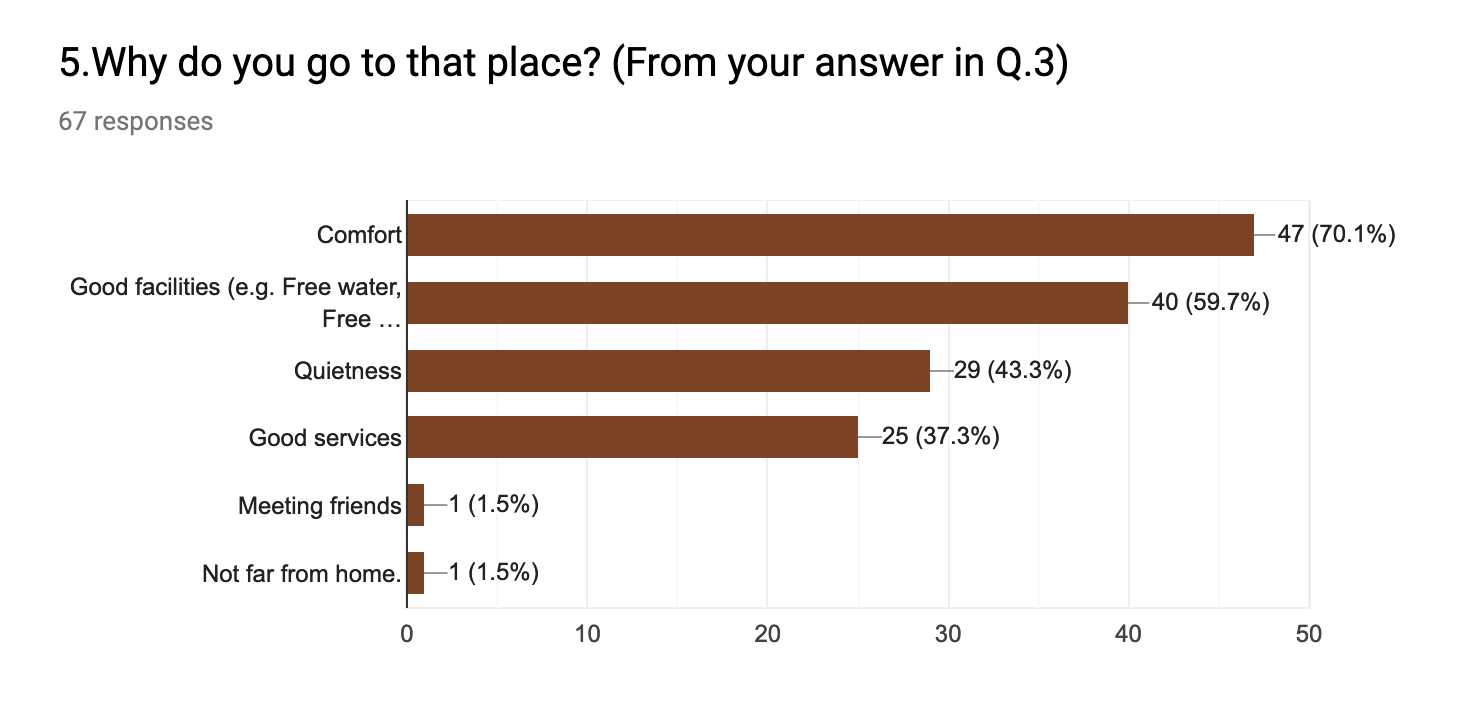 5.Why do you go to that place? (From your answer in Q.3)
67 responses
Comfort
47 (70.1%)
Good facilities (e.g. Free water,
Free …
40 (59.7%)
Quietness
29 (43.3%)
Good services
25 (37.3%)
Meeting friends
1 (1.5%)
Not far from home.
1 (1.5%)
0 10 20 30 40 50